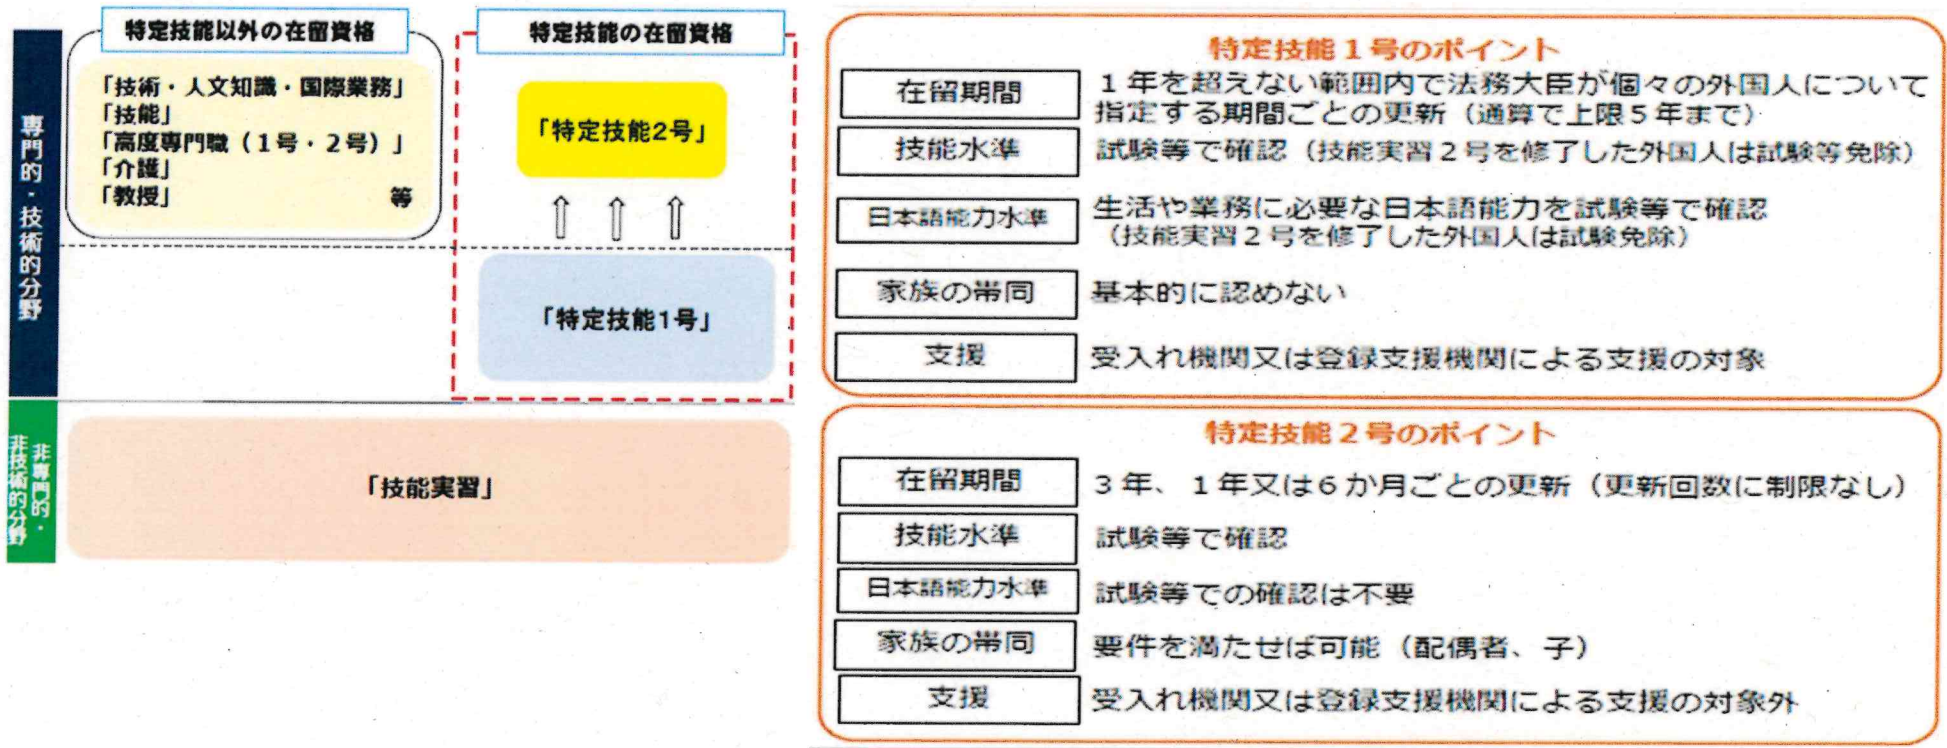 特定技能以外の在留資格
「技術・人文知識・国際業務」
「技能」
「高度専門職（1号・2号）」
「介護」
「教授」 等
特定技能の在留資格
「特定技能2号」
「特定技能1号」
専門的・技術的分野
非専門的・
非技術的分野
「技能実習」
特定技能1号のポイント
在留期間
1年を超えない範囲内で法務大臣が個々の外国人について
指定する期間ごとの更新（通算で上限5年まで）
技能水準
試験等で確認（技能実習2号を修了した外国人は試験等免除）
日本語能力水準
生活や業務に必要な日本語能力を試験等で確認
（技能実習2号を修了した外国人は試験免除）
家族の帯同
基本的に認めない
支援
受入れ機関又は登録支援機関による支援の対象
特定技能2号のポイント
在留期間
3年、1年又は6か月ごとの更新（更新回数に制限なし）
技能水準
試験等で確認
日本語能力水準
試験等での確認は不要
家族の帯同
要件を満たせば可能（配偶者、子）
支援
受入れ機関又は登録支援機関による支援の対象外